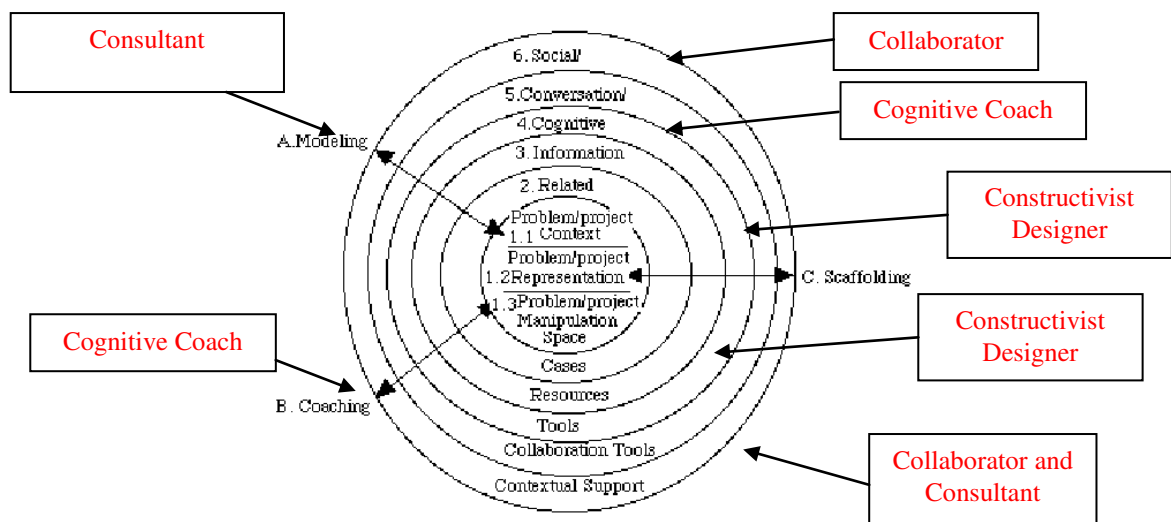 Consultant
Collaborator
6. Social/
5.Conversation/
Cognitive Coach
4.Cognitive
A.Modeling
3. Information
2. Related
Constructivist
Designer
Problem/project
1.1 Context
Problem/project
1.2Representation
C. Scaffolding
1.3Problem/project
Manipulation
Space
Constructivist
Designer
Cognitive Coach
Cases
Resources
B. Coaching
Tools
Collaboration Tools
Contextual Support
Collaborator and
Consultant